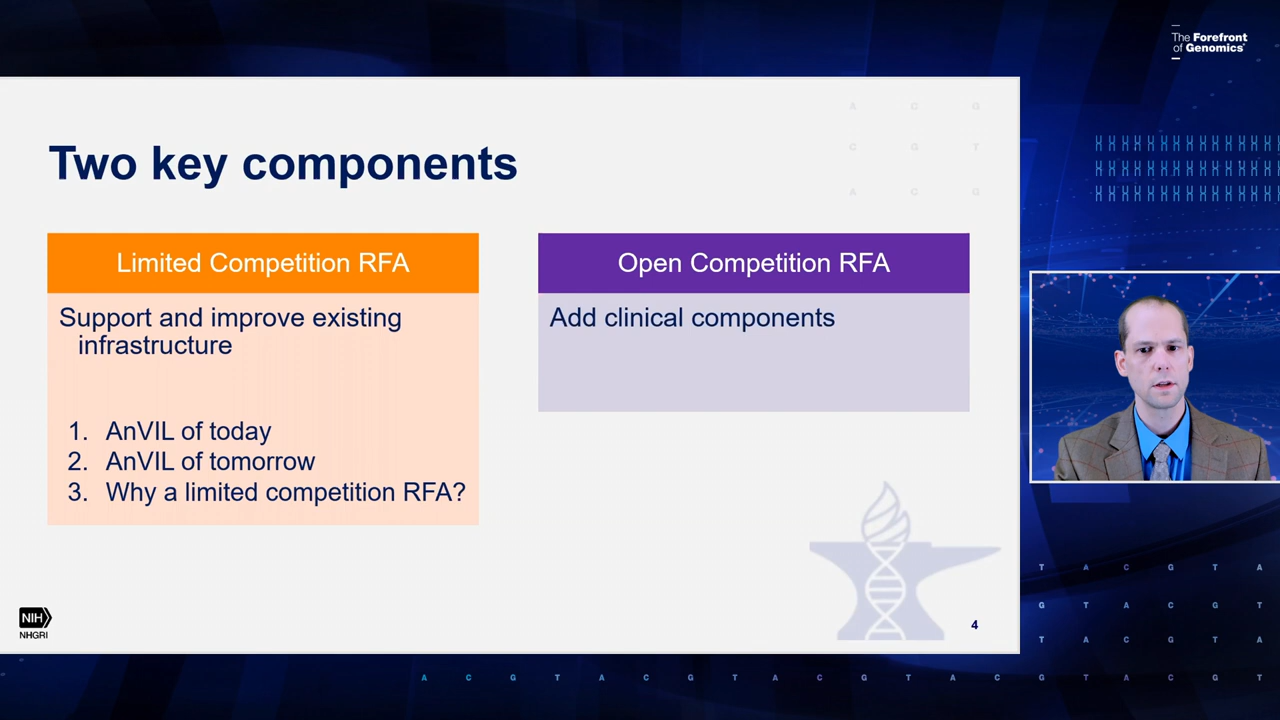 The Forefront
of Genomics®
A C G
C G T
A C G
Two key components
Limited Competition RFA
Support and improve existing
infrastructure
1. AnVIL of today
2. AnVIL of tomorrow
3. Why a limited competition RFA?
Open Competition RFA
Add clinical components
NIH
NHGRI
4
T A C G T A
G T A C G T
T A C G T A
A C G T A C G T A C G T A C G T A C G T